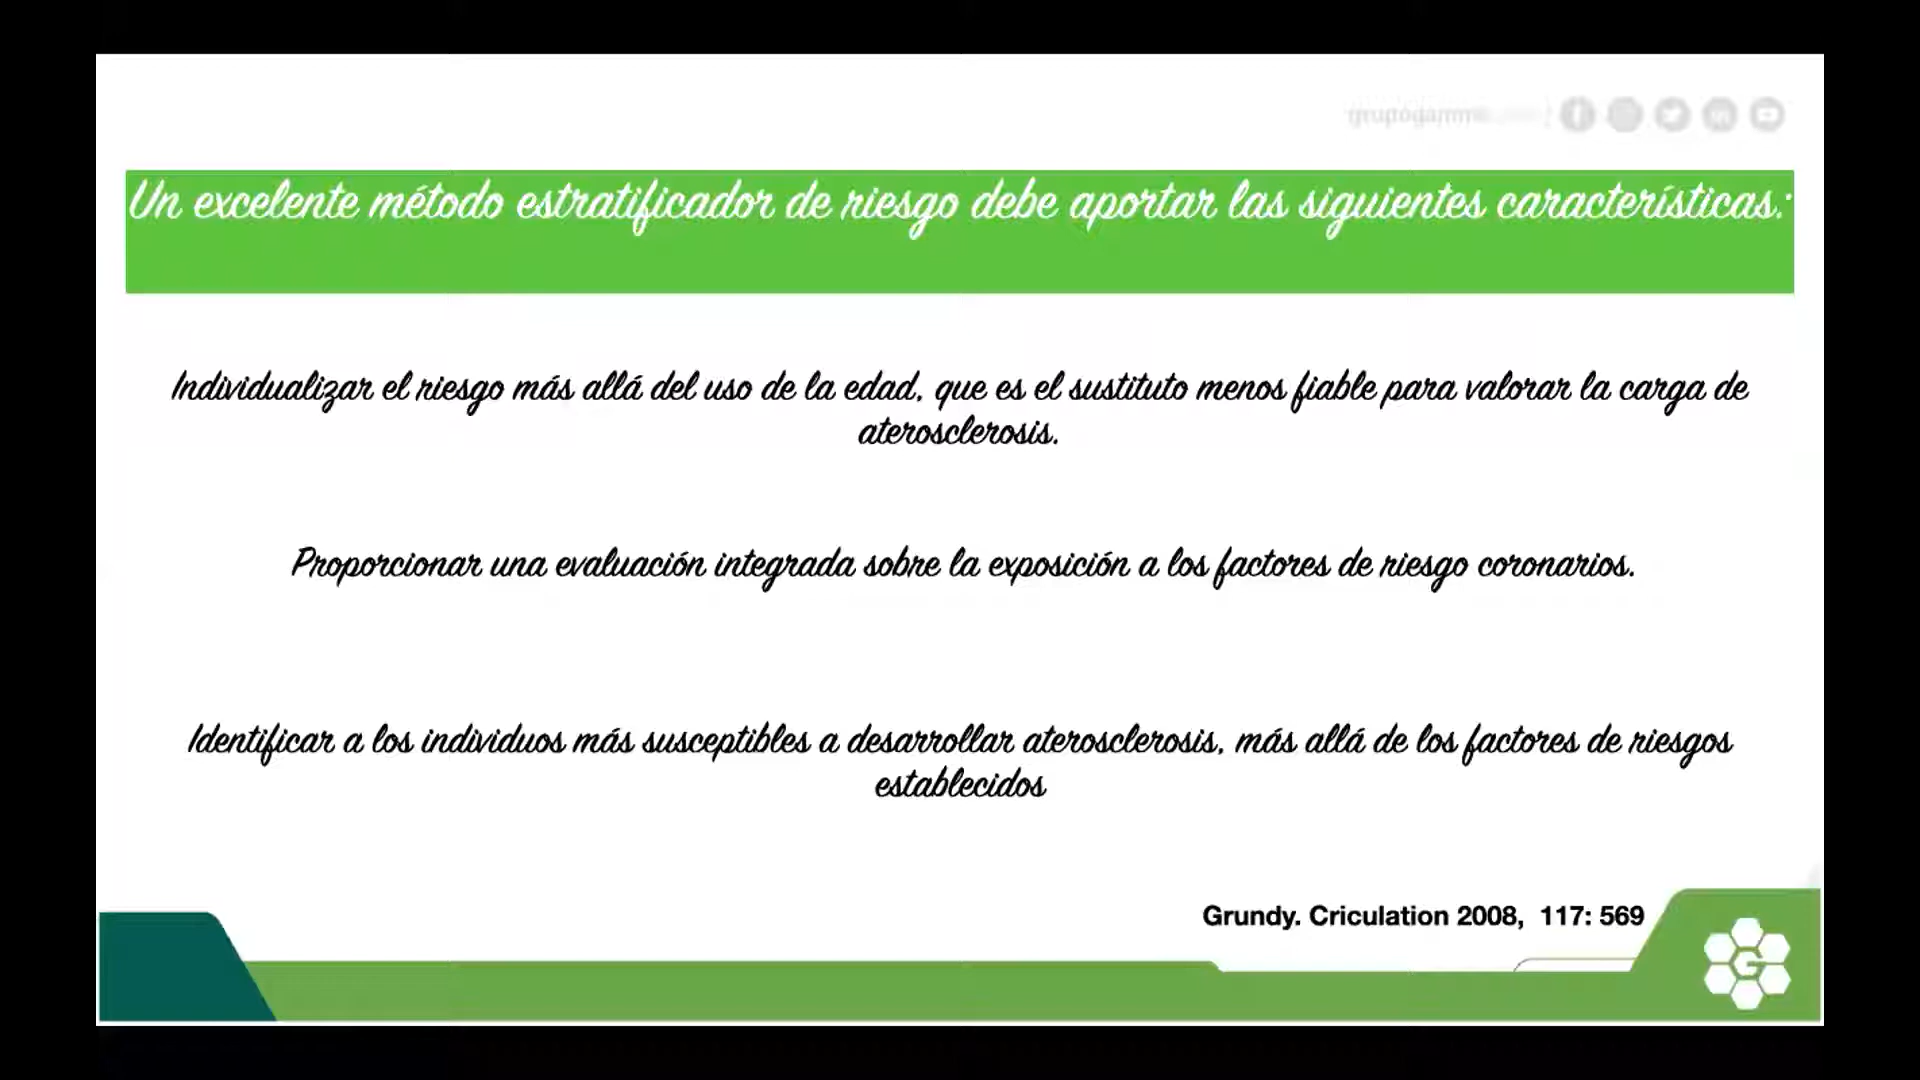 Un excelente método estratificador de riesgo debe aportar las siguientes características:
Individualizar el riesgo más allá del uso de la edad, que es el sustituto menos fiable para valorar la carga de
aterosclerosis.
Proporcionar una evaluación integrada sobre la exposición a los factores de riesgo coronarios.
Identificar a los individuos más susceptibles a desarrollar aterosclerosis, más allá de los factores de riesgos
establecidos
Grundy. Criculation 2008, 117: 569
G